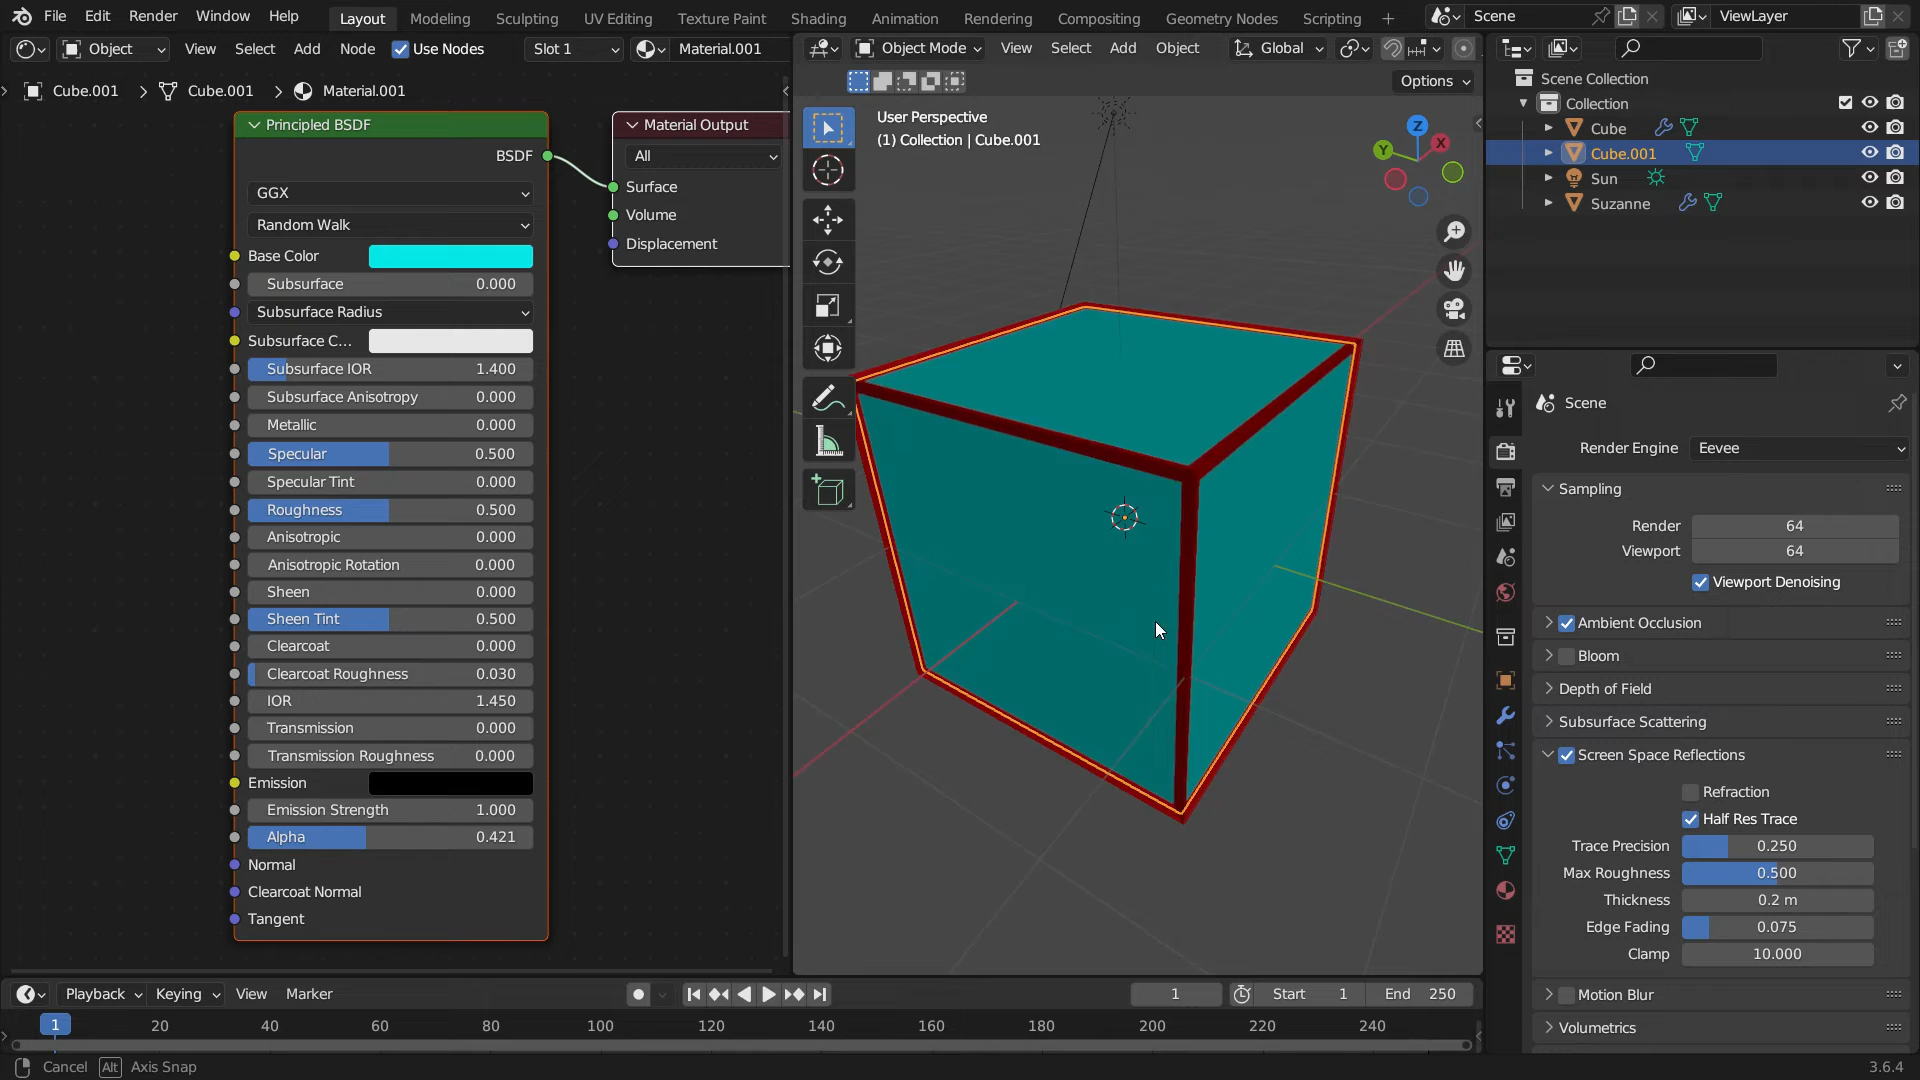 File Edit Render Window Help Layout Modeling Sculpting UV Editing Texture Paint Shading Animation Rendering Compositing Geometry Nodes Scripting + Scene ViewLayer
Object View Select Add Node Use Nodes Slot 1 Material.001
Object Mode View Select Add Object Global
Options
Cube.001 > Cube.001 > Material.001
Principled BSDF
BSDF
GGX
Random Walk
Base Color
Subsurface 0.000
Subsurface Radius
Subsurface C...
Subsurface IOR 1.400
Subsurface Anisotropy 0.000
Metallic 0.000
Specular 0.500
Specular Tint 0.000
Roughness 0.500
Anisotropic 0.000
Anisotropic Rotation 0.000
Sheen 0.000
Sheen Tint 0.500
Clearcoat 0.000
Clearcoat Roughness 0.030
IOR 1.450
Transmission 0.000
Transmission Roughness 0.000
Emission
Emission Strength 1.000
Alpha 0.421
Normal
Clearcoat Normal
Tangent
Material Output
All
Surface
Volume
Displacement
User Perspective
(1) Collection | Cube.001
Z
X
Y
Scene Collection
Collection
Cube
Cube.001
Sun
Suzanne
Scene
Render Engine Eevee
Sampling
Render 64
Viewport 64
Viewport Denoising
Ambient Occlusion
Bloom
Depth of Field
Subsurface Scattering
Screen Space Reflections
Refraction
Half Res Trace
Trace Precision 0.250
Max Roughness 0.500
Thickness 0.2 m
Edge Fading 0.075
Clamp 10.000
Motion Blur
Volumetrics
Playback Keying View Marker 1 Start 1 End 250
1 20 40 60 80 100 120 140 160 180 200 220 240
Cancel Alt Axis Snap 3.6.4